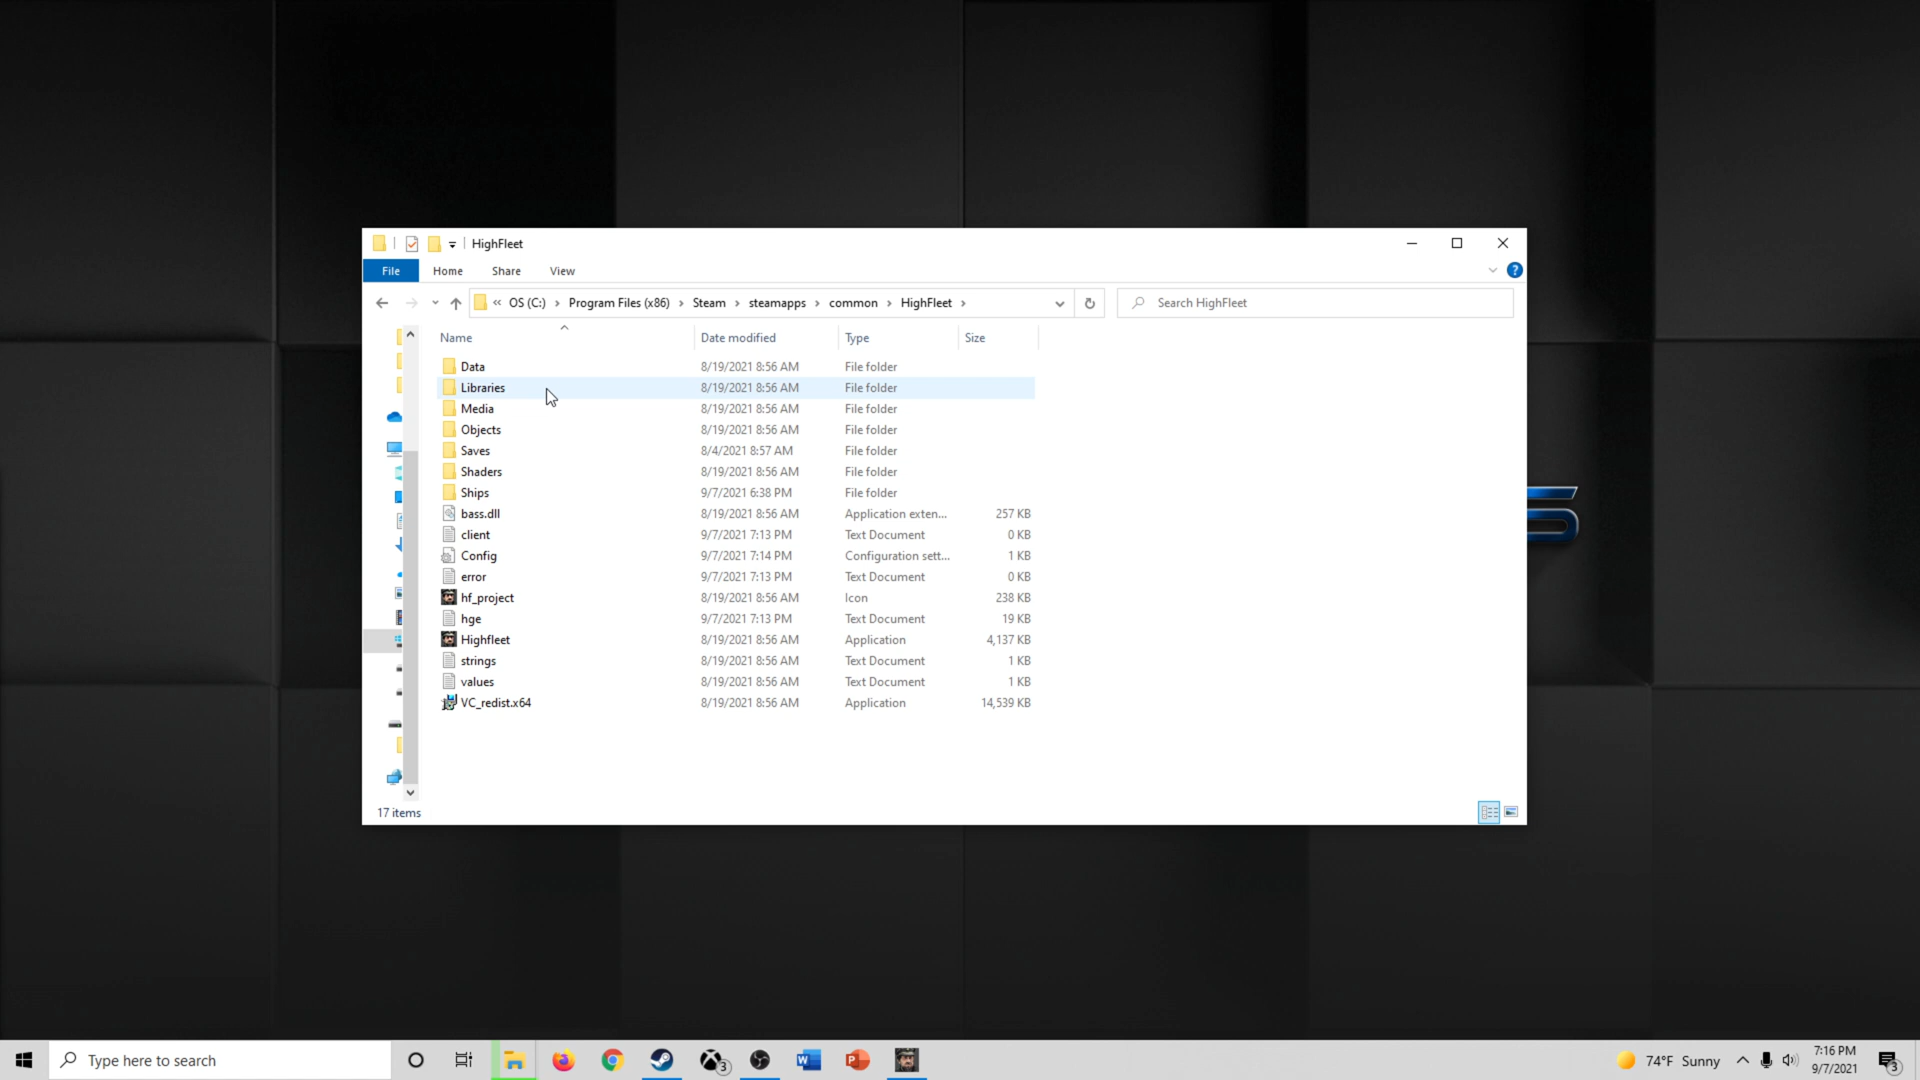 HighFleet
File Home Share View
« OS (C:) › Program Files (x86) › Steam › steamapps › common › HighFleet ›
Search HighFleet
Name Date modified Type Size
Data 8/19/2021 8:56 AM File folder
Libraries 8/19/2021 8:56 AM File folder
Media 8/19/2021 8:56 AM File folder
Objects 8/19/2021 8:56 AM File folder
Saves 8/4/2021 8:57 AM File folder
Shaders 8/19/2021 8:56 AM File folder
Ships 9/7/2021 6:38 PM File folder
bass.dll 8/19/2021 8:56 AM Application exten... 257 KB
client 9/7/2021 7:13 PM Text Document 0 KB
Config 9/7/2021 7:14 PM Configuration sett... 1 KB
error 9/7/2021 7:13 PM Text Document 0 KB
hf_project 8/19/2021 8:56 AM Icon 238 KB
hge 9/7/2021 7:13 PM Text Document 19 KB
Highfleet 8/19/2021 8:56 AM Application 4,137 KB
strings 8/19/2021 8:56 AM Text Document 1 KB
values 8/19/2021 8:56 AM Text Document 1 KB
VC_redist.x64 8/19/2021 8:56 AM Application 14,539 KB
17 items
Type here to search
3
74°F Sunny
7:16 PM
9/7/2021
3